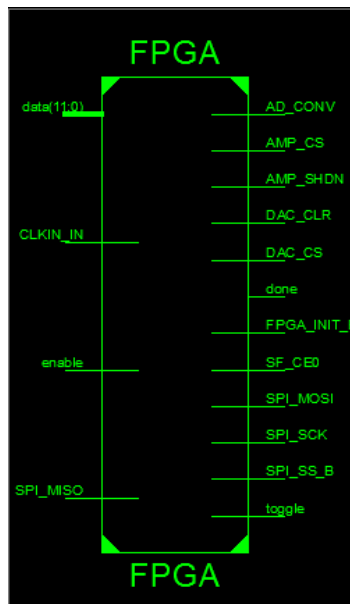 FPGA
data(11:0)
CLKIN_IN
enable
SPI_MISO
AD_CONV
AMP_CS
AMP_SHDN
DAC_CLR
DAC_CS
done
FPGA_INIT_
SF_CE0
SPI_MOSI
SPI_SCK
SPI_SS_B
toggle
FPGA